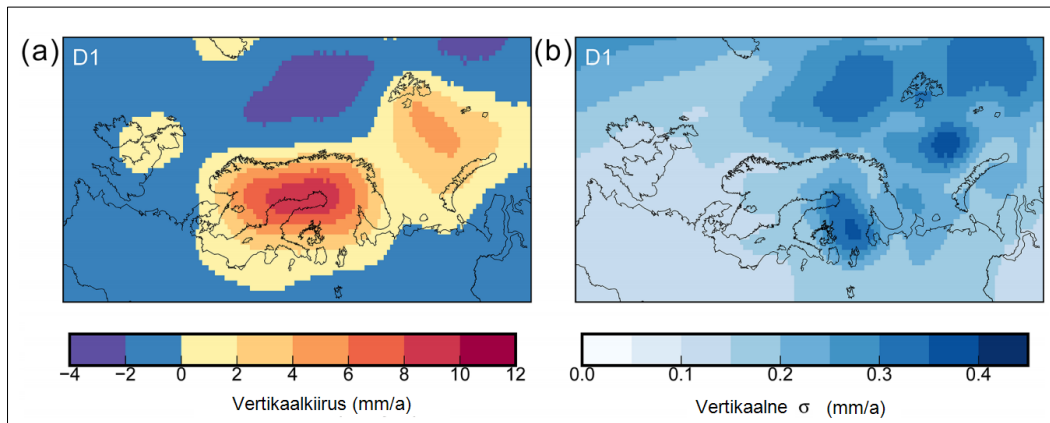 (a) D1
(b) D1
−4 −2 0 2 4 6 8 10 12
Vertikaalkiirus (mm/a)
0.0 0.1 0.2 0.3 0.4
Vertikaalne σ (mm/a)